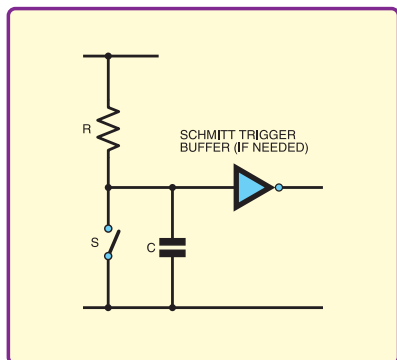 R
SCHMITT TRIGGER
BUFFER (IF NEEDED)
S
C